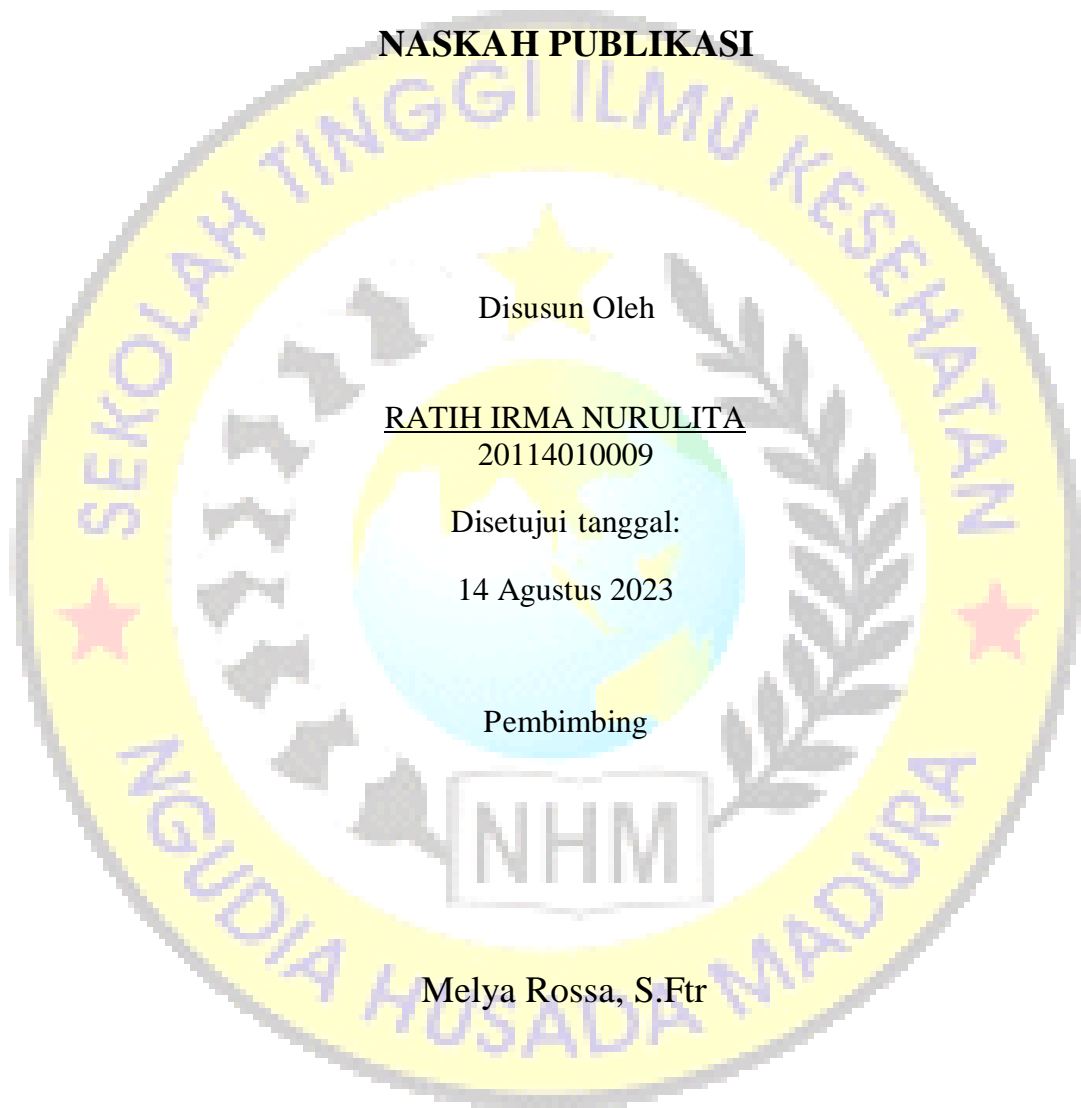 NASKAH PUBLIKASI
SEKOLAH TINGGI ILMU KESEHATAN
Disusun Oleh
RATIH IRMA NURULITA
20114010009
Disetujui tanggal:
14 Agustus 2023
Pembimbing
NHM
Melya Rossa, S.Ftr
NGUDIA HUSADA MADURA